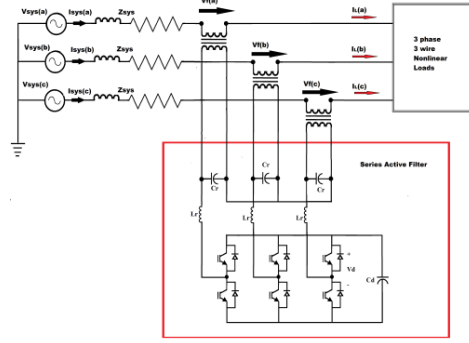 Vsys(a)
Isys(a)
Zsys
Vf(a)
IL(a)
Vsys(b)
Isys(b)
Zsys
Vf(b)
IL(b)
3 phase
3 wire
Nonlinear
Loads
Vsys(c)
Isys(c)
Zsys
Vf(c)
IL(c)
Series Active Filter
Cr
Cr
Cr
Lr
Lr
Lr
+
Vd
-
Cd